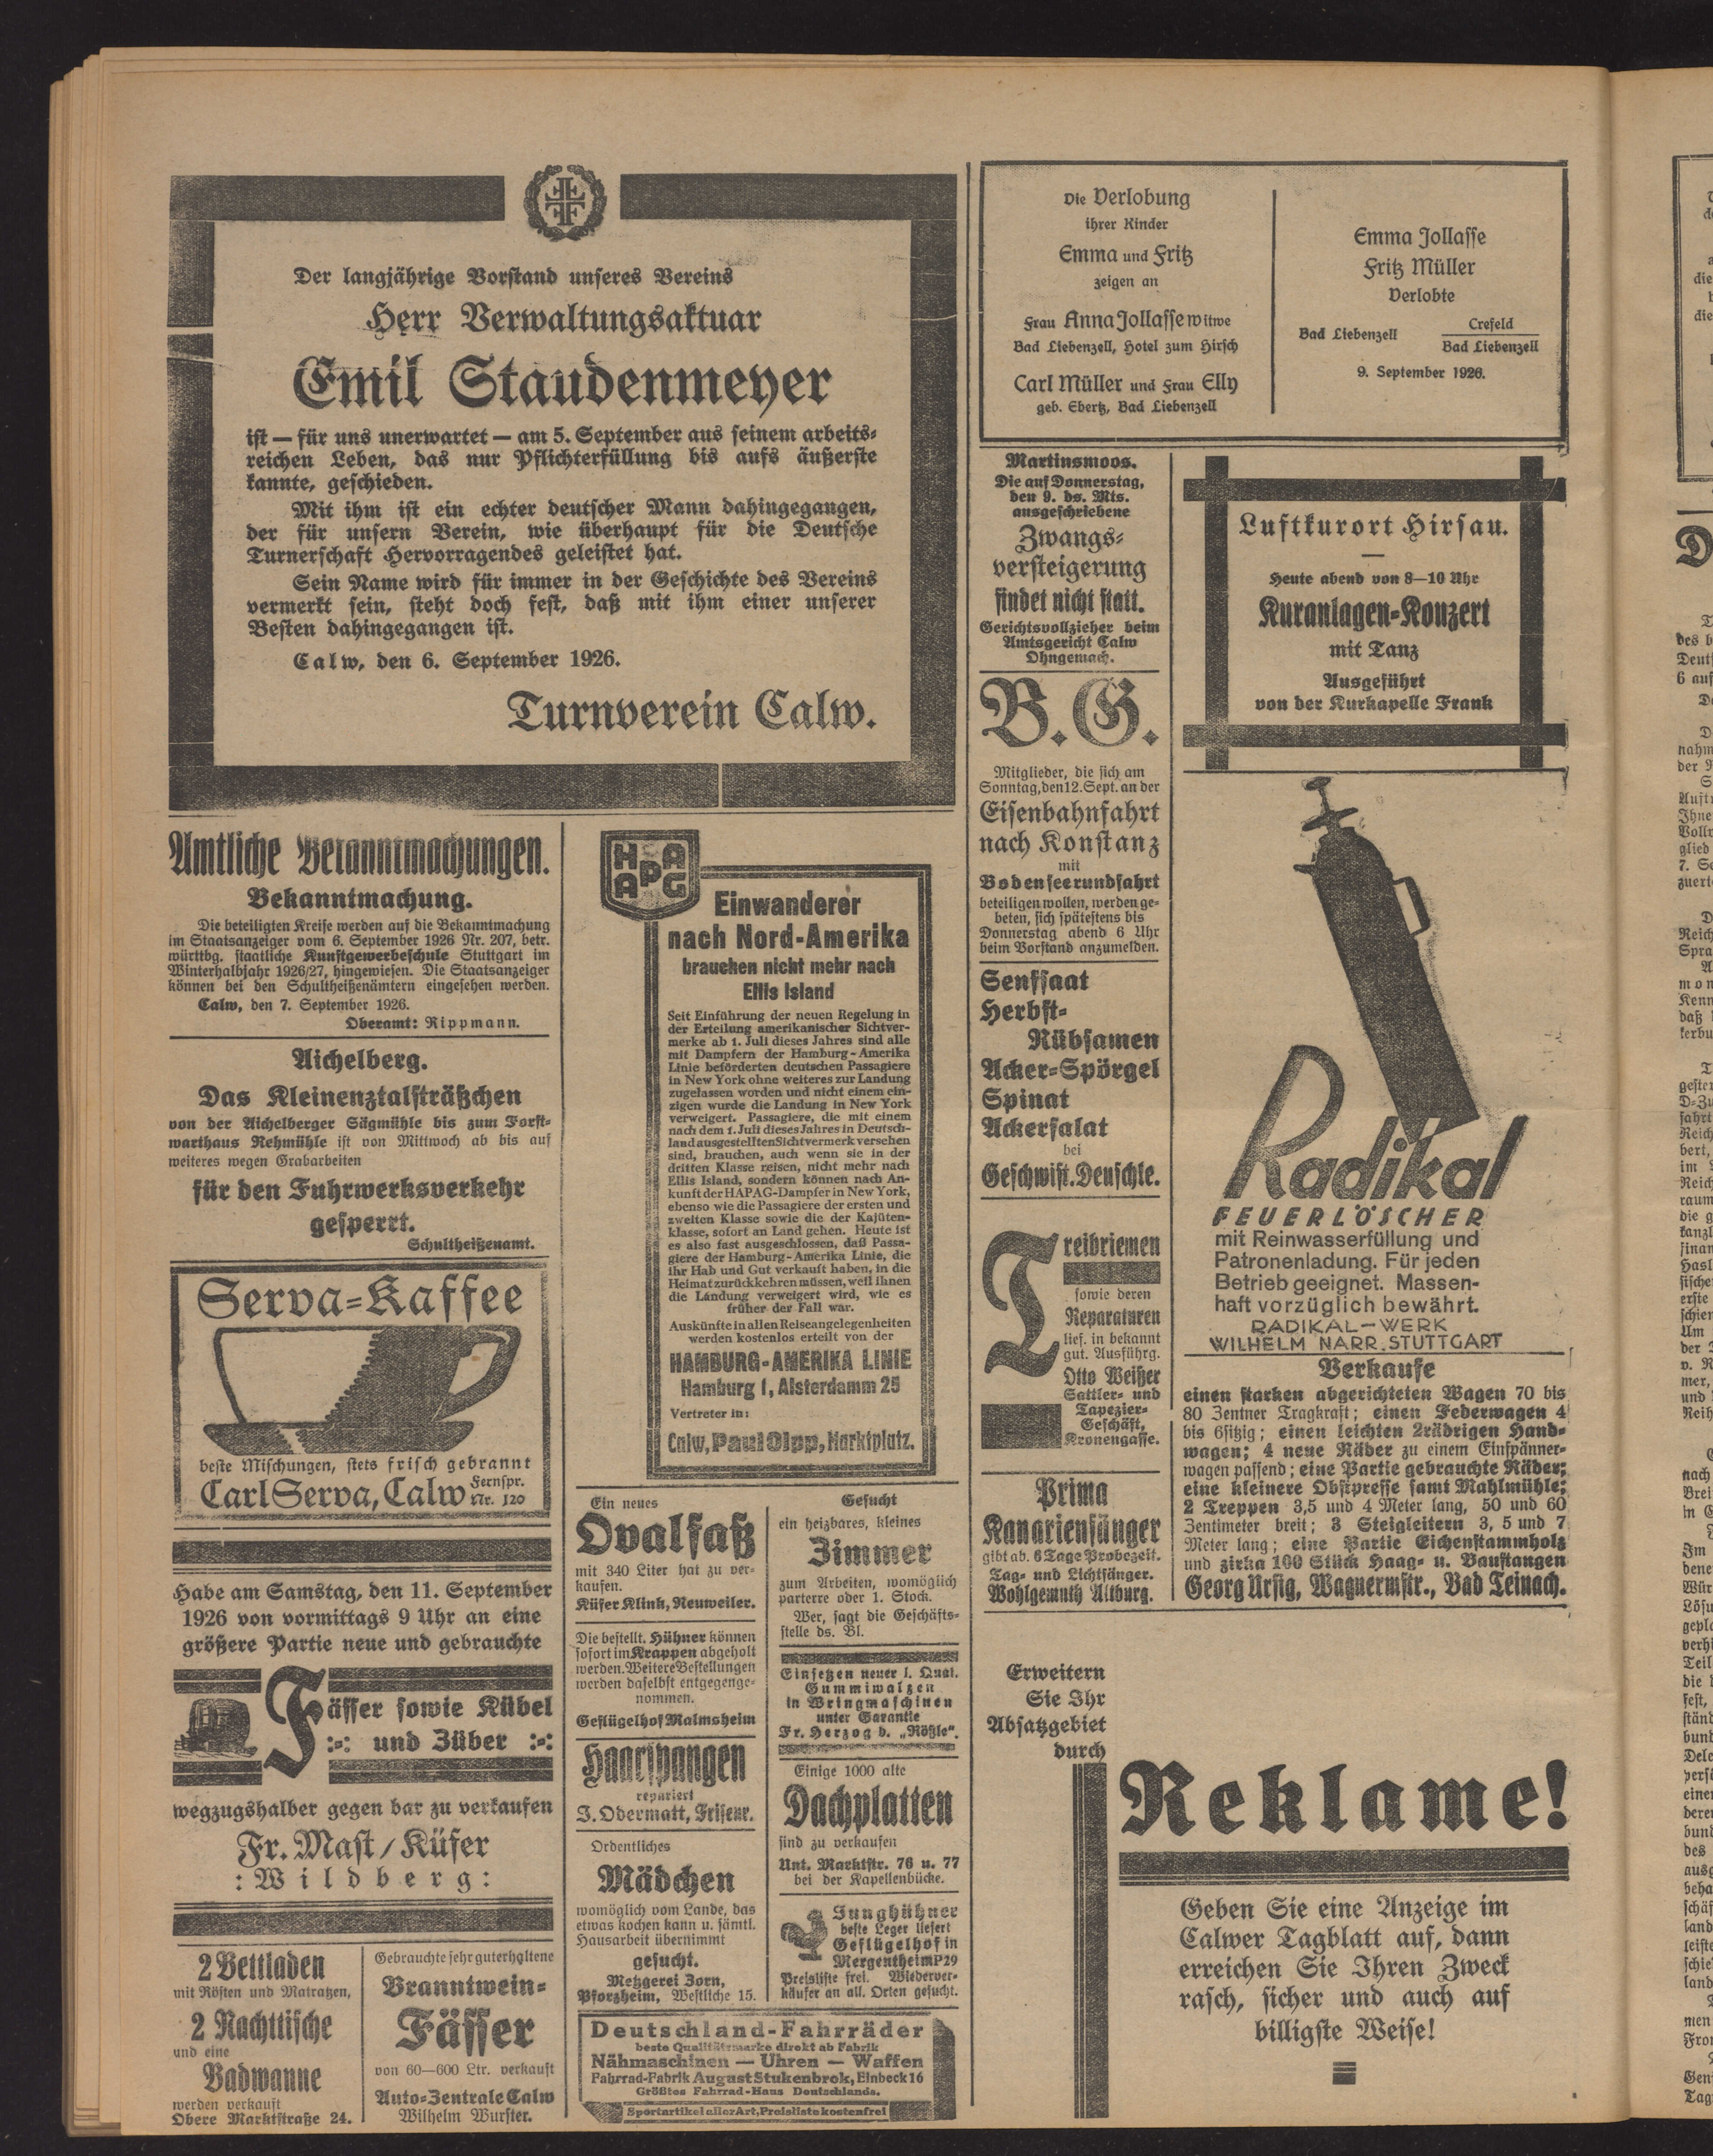 Der langjährige Vorstand unseres Vereins
Herr Verwaltungsaktuar
Emil Staudenmeyer
ist — für uns unerwartet — am 5. September aus seinem arbeits-
reichen Leben, das nur Pflichterfüllung bis aufs äußerste
kannte, geschieden.
Mit ihm ist ein echter deutscher Mann dahingegangen,
der für unsern Verein, wie überhaupt für die Deutsche
Turnerschaft Hervorragendes geleistet hat.
Sein Name wird für immer in der Geschichte des Vereins
vermerkt sein, steht doch fest, daß mit ihm einer unserer
Besten dahingegangen ist.
Calw, den 6. September 1926.
Turnverein Calw.
Amtliche Bekanntmachungen.
Bekanntmachung.
Die beteiligten Kreise werden auf die Bekanntmachung
im Staatsanzeiger vom 6. September 1926 Nr. 207, betr.
württbg. staatliche Kunstgewerbeschule Stuttgart im
Winterhalbjahr 1926/27, hingewiesen. Die Staatsanzeiger
können bei den Schultheißenämtern eingesehen werden.
Calw, den 7. September 1926.
Oberamt: Rippmann.
Aichelberg.
Das Kleinenztalsträßchen
von der Aichelberger Sägmühle bis zum Forst-
warthaus Rehmühle ist von Mittwoch ab bis auf
weiteres wegen Grabarbeiten
für den Fuhrwerksverkehr
gesperrt.
Schultheißenamt.
Serva=Kaffee
beste Mischungen, stets frisch gebrannt
Carl Serva, Calw Fernspr.
Nr. 120
Habe am Samstag, den 11. September
1926 von vormittags 9 Uhr an eine
größere Partie neue und gebrauchte
Fässer sowie Kübel
:-: und Züber :-:
wegzugshalber gegen bar zu verkaufen
Fr. Mast / Küfer
: Wildberg :
2 Bettladen
mit Rösten und Matratzen,
2 Nachttische
und eine
Badwanne
werden verkauft
Obere Marktstraße 24.
Gebrauchte sehr guterhaltene
Branntwein-
Fässer
von 60—600 Ltr. verkauft
Auto-Zentrale Calw
Wilhelm Wurster.
HAPAG
Einwanderer
nach Nord-Amerika
brauchen nicht mehr nach
Ellis Island
Seit Einführung der neuen Regelung in
der Erteilung amerikanischer Sichtver-
merke ab 1. Juli dieses Jahres sind alle
mit Dampfern der Hamburg-Amerika
Linie beförderten deutschen Passagiere
in New York ohne weiteres zur Landung
zugelassen worden und nicht einem ein-
zigen wurde die Landung in New York
verweigert. Passagiere, die mit einem
nach dem 1. Juli dieses Jahres in Deutsch-
land ausgestellten Sichtvermerk versehen
sind, brauchen, auch wenn sie in der
dritten Klasse reisen, nicht mehr nach
Ellis Island, sondern können nach An-
kunft der HAPAG-Dampfer in New York,
ebenso wie die Passagiere der ersten und
zweiten Klasse sowie die der Kajüten-
klasse, sofort an Land gehen. Heute ist
es also fast ausgeschlossen, daß Passa-
giere der Hamburg-Amerika Linie, die
ihr Hab und Gut verkauft haben, in die
Heimat zurückkehren müssen, weil ihnen
die Landung verweigert wird, wie es
früher der Fall war.
Auskünfte in allen Reiseangelegenheiten
werden kostenlos erteilt von der
HAMBURG-AMERIKA LINIE
Hamburg 1, Alsterdamm 25
Vertreter in:
Calw, Paul Olpp, Marktplatz.
Ein neues
Ovalfaß
mit 340 Liter hat zu ver-
kaufen.
Küfer Klink, Neuweiler.
Die bestellt. Hühner können
sofort im Krappen abgeholt
werden. Weitere Bestellungen
werden daselbst entgegenge-
nommen.
Geflügelhof Malmsheim
Haarspangen
repariert
J. Odermatt, Friseur.
Ordentliches
Mädchen
womöglich vom Lande, das
etwas kochen kann u. sämtl.
Hausarbeit übernimmt
gesucht.
Metzgerei Zorn,
Pforzheim, Westliche 15.
Gesucht
ein heizbares, kleines
Zimmer
zum Arbeiten, womöglich
parterre oder 1. Stock.
Wer, sagt die Geschäfts-
stelle ds. Bl.
Einsetzen neuer I. Qual.
Gummiwalzen
in Wringmaschinen
unter Garantie
Fr. Herzog b. „Rößle“.
Einige 1000 alte
Dachplatten
sind zu verkaufen
Unt. Marktstr. 76 u. 77
bei der Kapellenbücke.
Junghühner
beste Leger liefert
Geflügelhof in
Mergentheim P29
Preisliste frei. Wiederver-
käufer an all. Orten gesucht.
Deutschland-Fahrräder
beste Qualitätsmarke direkt ab Fabrik
Nähmaschinen — Uhren — Waffen
Fahrrad-Fabrik August Stukenbrok, Einbeck 16
Größtes Fahrrad-Haus Deutschlands.
Sportartikel aller Art, Preisliste kostenfrei
Die Verlobung
ihrer Kinder
Emma und Fritz
zeigen an
Frau Anna Jollasse Witwe
Bad Liebenzell, Hotel zum Hirsch
Carl Müller und Frau Elly
geb. Ebertz, Bad Liebenzell
Emma Jollasse
Fritz Müller
Verlobte
Bad Liebenzell
Crefeld
Bad Liebenzell
9. September 1926.
Martinsmoos.
Die auf Donnerstag,
den 9. ds. Mts.
ausgeschriebene
Zwangs-
versteigerung
findet nicht statt.
Gerichtsvollzieher beim
Amtsgericht Calw
Ohngemach.
B.G.
Mitglieder, die sich am
Sonntag, den 12. Sept. an der
Eisenbahnfahrt
nach Konstanz
mit
Bodenseerundfahrt
beteiligen wollen, werden ge-
beten, sich spätestens bis
Donnerstag abend 6 Uhr
beim Vorstand anzumelden.
Senfsaat
Herbst-
Rübsamen
Acker-Spörgel
Spinat
Ackersalat
bei
Geschwist. Deuschle.
Treibriemen
sowie deren
Reparaturen
lief. in bekannt
gut. Ausführg.
Otto Weißer
Sattler- und
Tapezier-
Geschäft,
Kronengasse.
Prima
Kanariensänger
gibt ab. 6 Tage Probezeit.
Tag- und Lichtsänger.
Wohlgemuth Altburg.
Luftkurort Hirsau.
Heute abend von 8—10 Uhr
Kuranlagen-Konzert
mit Tanz
Ausgeführt
von der Kurkapelle Frank
Radikal
FEUERLÖSCHER
mit Reinwasserfüllung und
Patronenladung. Für jeden
Betrieb geeignet. Massen-
haft vorzüglich bewährt.
RADIKAL-WERK
WILHELM NARR. STUTTGART
Verkaufe
einen starken abgerichteten Wagen 70 bis
80 Zentner Tragkraft; einen Federwagen 4
bis 6sitzig; einen leichten 2rädrigen Hand-
wagen; 4 neue Räder zu einem Einspänner-
wagen passend; eine Partie gebrauchte Räder;
eine kleinere Obstpresse samt Mahlmühle;
2 Treppen 3,5 und 4 Meter lang, 50 und 60
Zentimeter breit; 3 Steigleitern 3, 5 und 7
Meter lang; eine Partie Eichenstammholz
und zirka 100 Stück Haag- u. Baustangen
Georg Ursig, Wagnermstr., Bad Teinach.
Erweitern
Sie Ihr
Absatzgebiet
durch
Reklame!
Geben Sie eine Anzeige im
Calwer Tagblatt auf, dann
erreichen Sie Ihren Zweck
rasch, sicher und auch auf
billigste Weise!